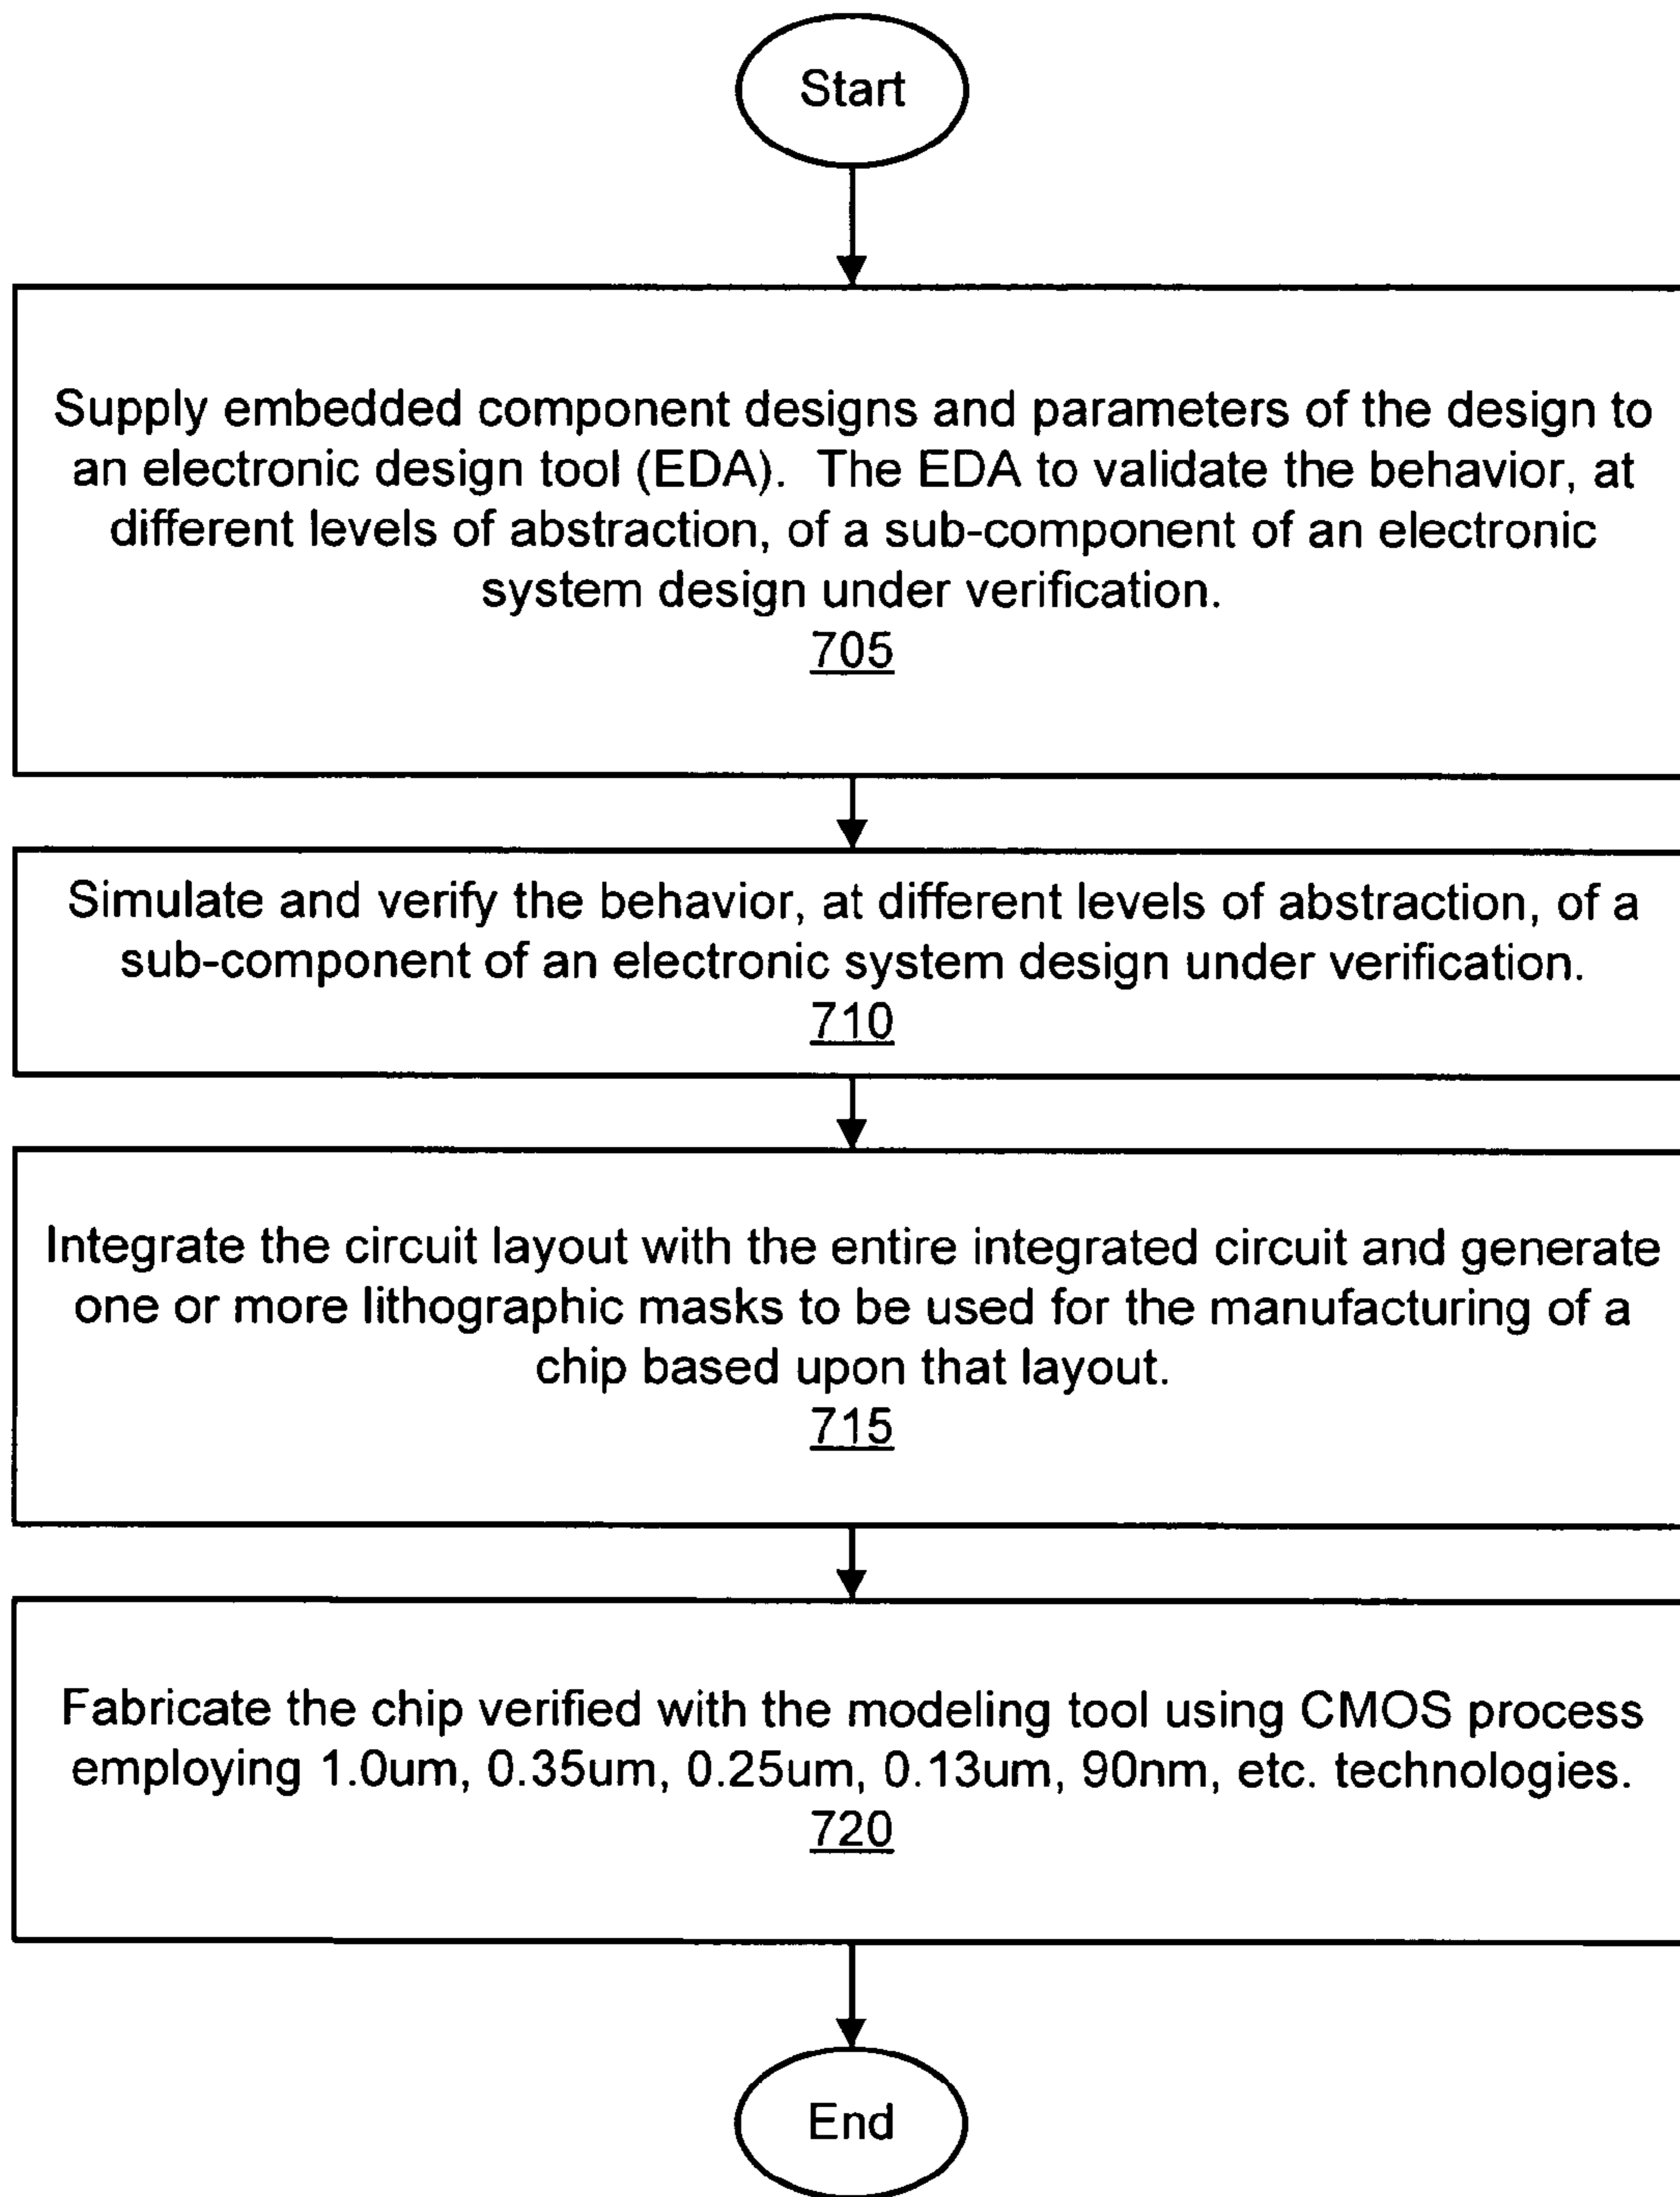 Start
Supply embedded component designs and parameters of the design to
an electronic design tool (EDA).  The EDA to validate the behavior, at
different levels of abstraction, of a sub-component of an electronic
system design under verification.
705
Simulate and verify the behavior, at different levels of abstraction, of a
sub-component of an electronic system design under verification.
710
Integrate the circuit layout with the entire integrated circuit and generate
one or more lithographic masks to be used for the manufacturing of a
chip based upon that layout.
715
Fabricate the chip verified with the modeling tool using CMOS process
employing 1.0um, 0.35um, 0.25um, 0.13um, 90nm, etc. technologies.
720
End